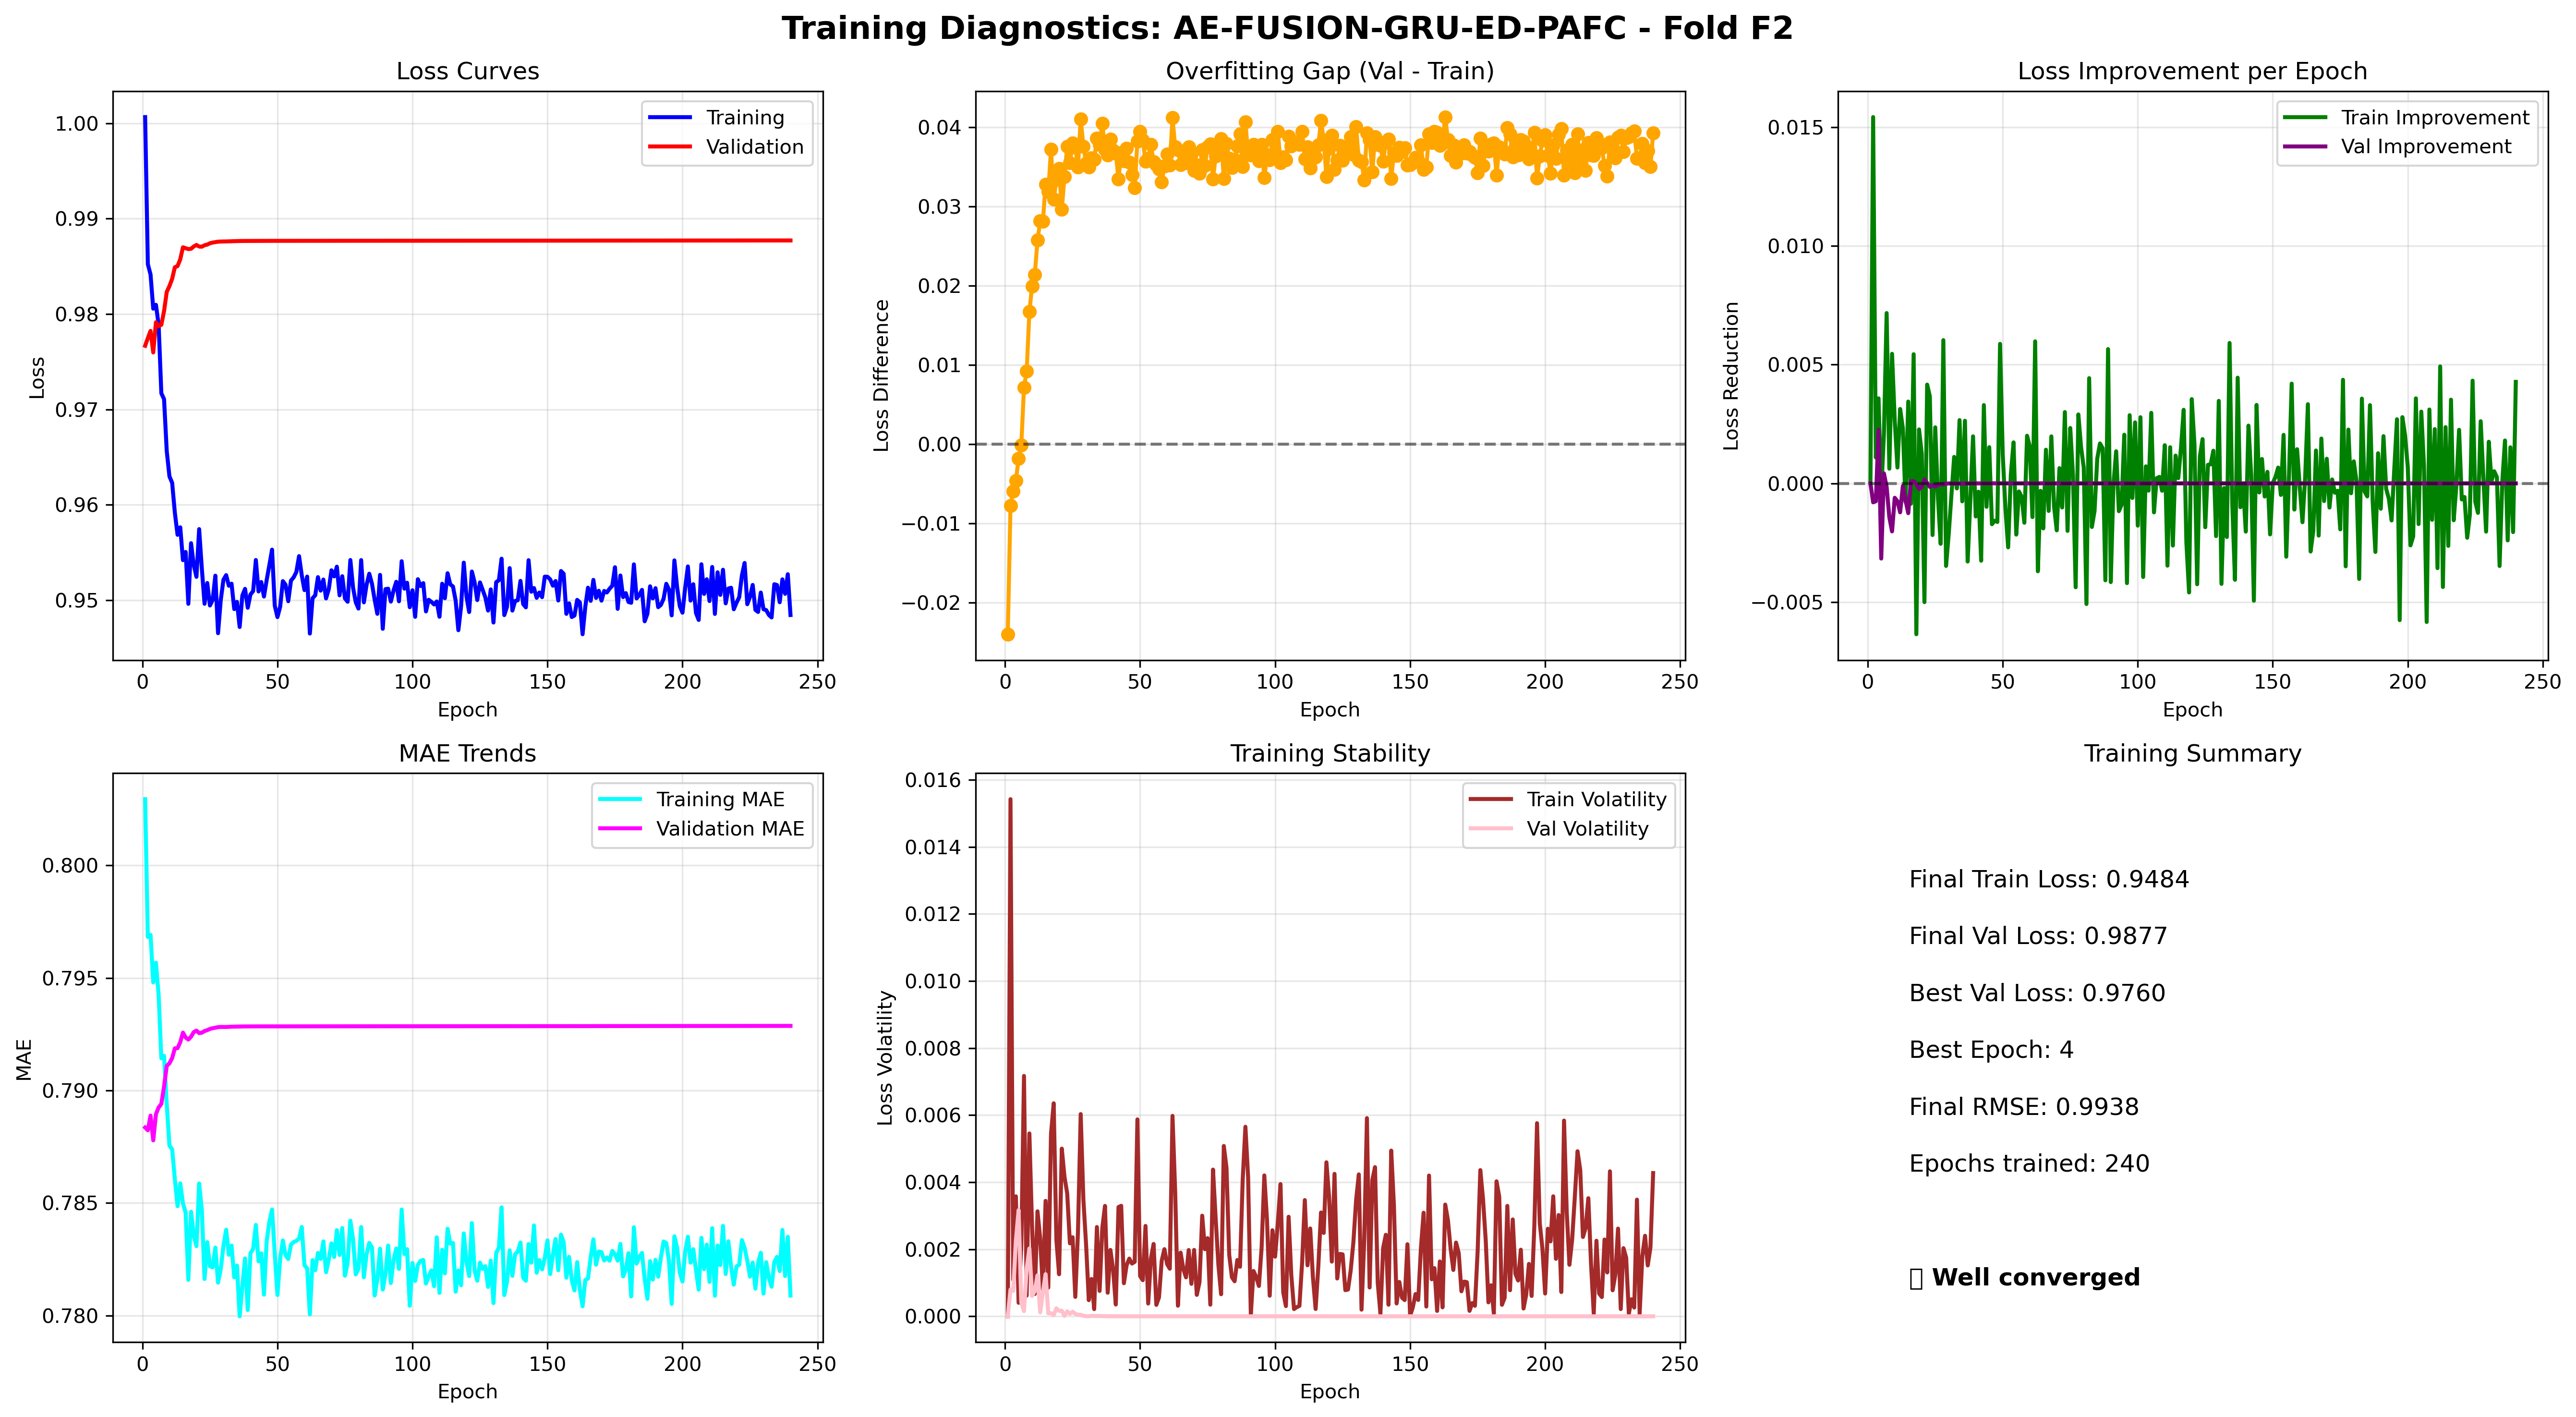 Training Diagnostics: AE-FUSION-GRU-ED-PAFC - Fold F2
Loss Curves
Training
Validation
1.00
0.99
0.98
0.97
0.96
0.95
Loss
0
50
100
150
200
250
Epoch
Overfitting Gap (Val - Train)
0.04
0.03
0.02
0.01
0.00
−0.01
−0.02
Loss Difference
0
50
100
150
200
250
Epoch
Loss Improvement per Epoch
Train Improvement
Val Improvement
0.015
0.010
0.005
0.000
−0.005
Loss Reduction
0
50
100
150
200
250
Epoch
MAE Trends
Training MAE
Validation MAE
0.800
0.795
0.790
0.785
0.780
MAE
0
50
100
150
200
250
Epoch
Training Stability
Train Volatility
Val Volatility
0.016
0.014
0.012
0.010
0.008
0.006
0.004
0.002
0.000
Loss Volatility
0
50
100
150
200
250
Epoch
Training Summary
Final Train Loss: 0.9484
Final Val Loss: 0.9877
Best Val Loss: 0.9760
Best Epoch: 4
Final RMSE: 0.9938
Epochs trained: 240
Well converged